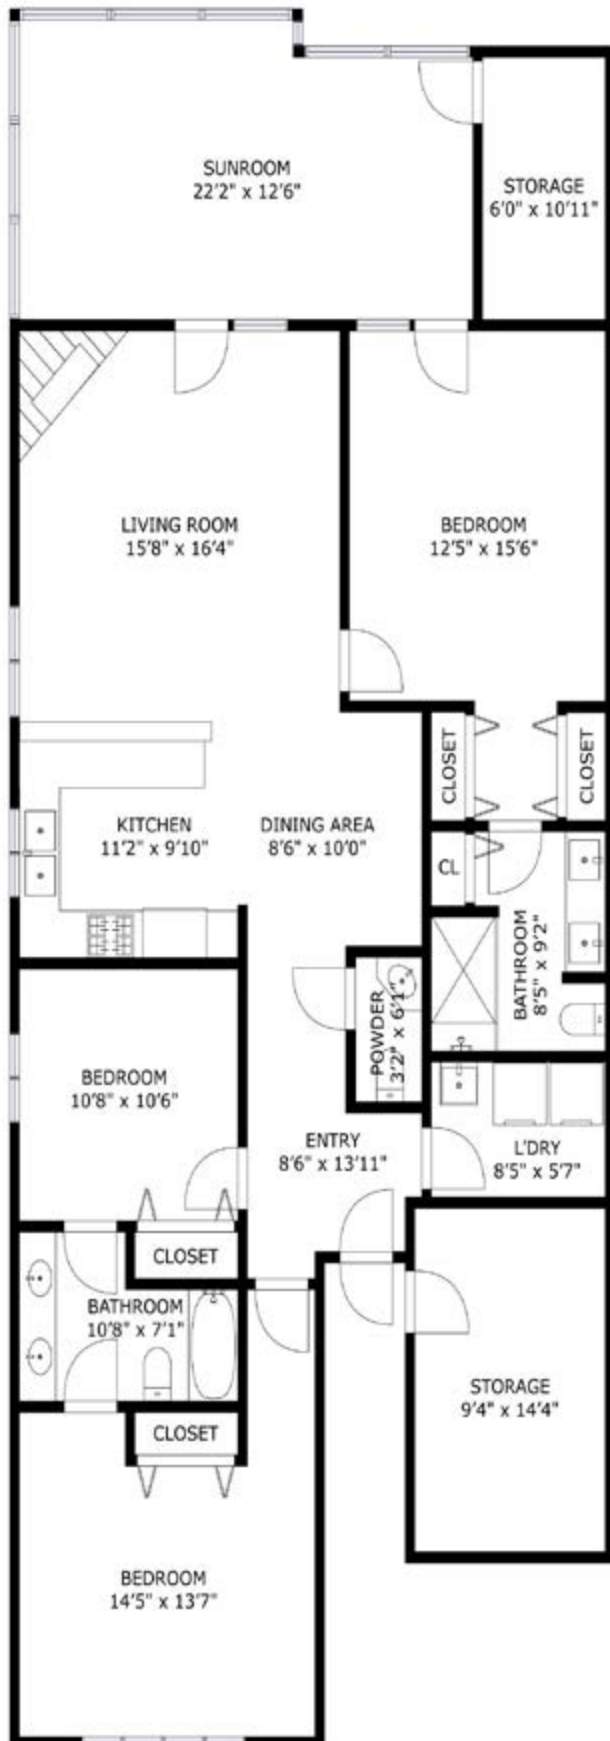 SUNROOM
22'2" x 12'6"
STORAGE
6'0" x 10'11"
LIVING ROOM
15'8" x 16'4"
BEDROOM
12'5" x 15'6"
CLOSET
CLOSET
KITCHEN
11'2" x 9'10"
DINING AREA
8'6" x 10'0"
CL
BATHROOM
8'5" x 9'2"
POWDER
3'2" x 6'1"
BEDROOM
10'8" x 10'6"
ENTRY
8'6" x 13'11"
L'DRY
8'5" x 5'7"
CLOSET
BATHROOM
10'8" x 7'1"
STORAGE
9'4" x 14'4"
CLOSET
BEDROOM
14'5" x 13'7"